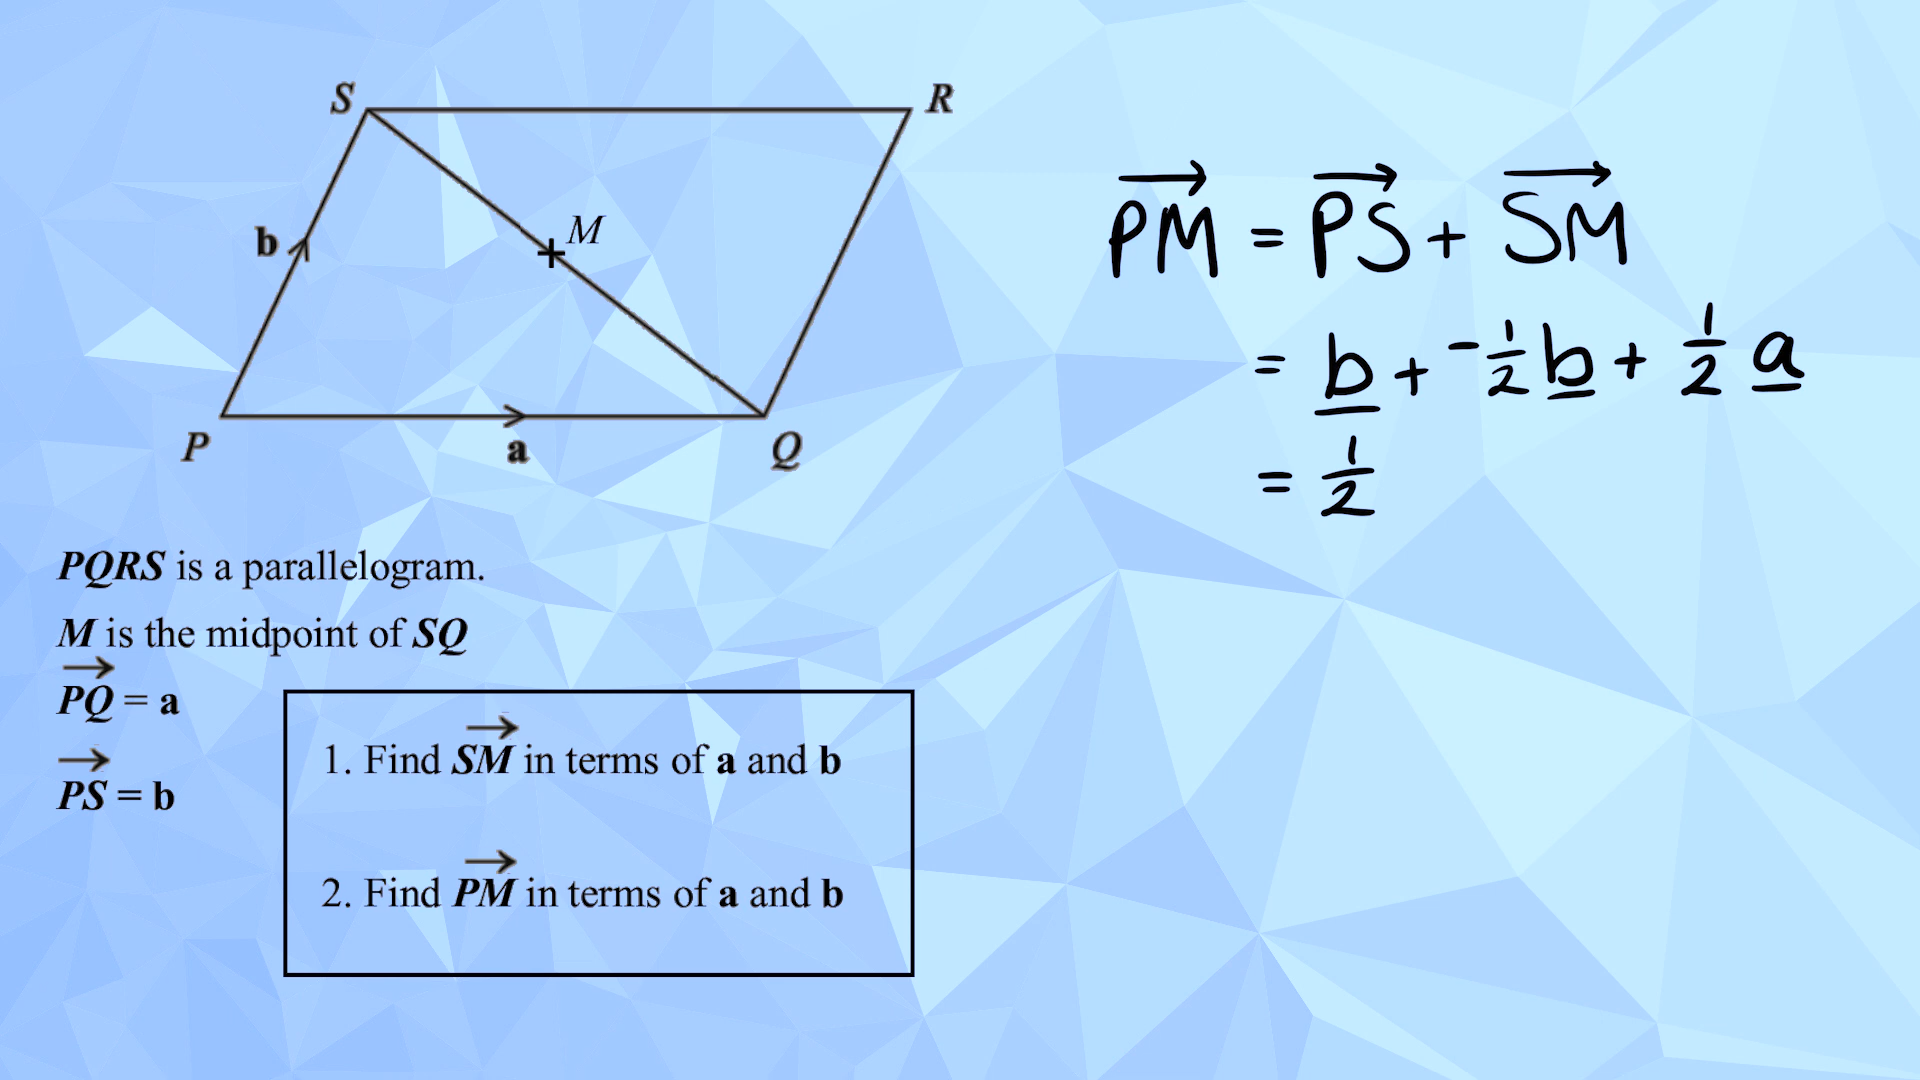 S
R
b
M
P
a
Q
PQRS is a parallelogram.
M is the midpoint of SQ
→PQ = a
→PS = b
1. Find →SM in terms of a and b
2. Find →PM in terms of a and b
→PM = →PS + →SM
= b + -½b + ½a
= ½